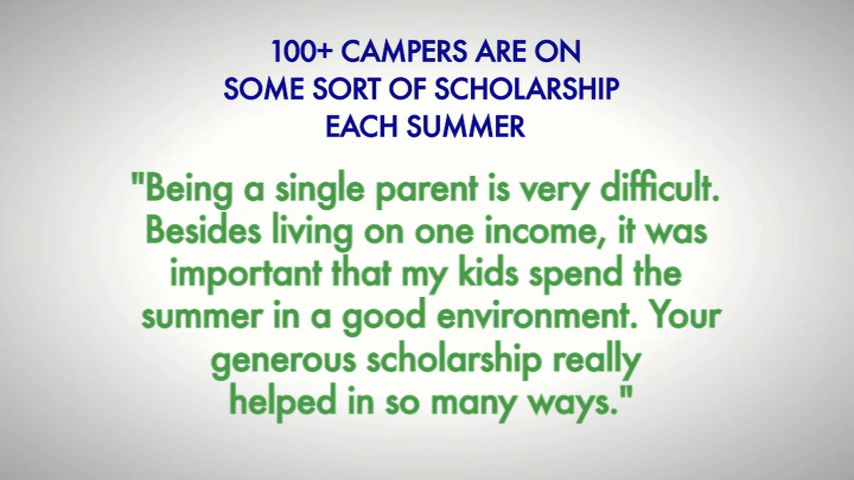 100+ CAMPERS ARE ON
SOME SORT OF SCHOLARSHIP
EACH SUMMER
"Being a single parent is very difficult.
Besides living on one income, it was
important that my kids spend the
summer in a good environment. Your
generous scholarship really
helped in so many ways."